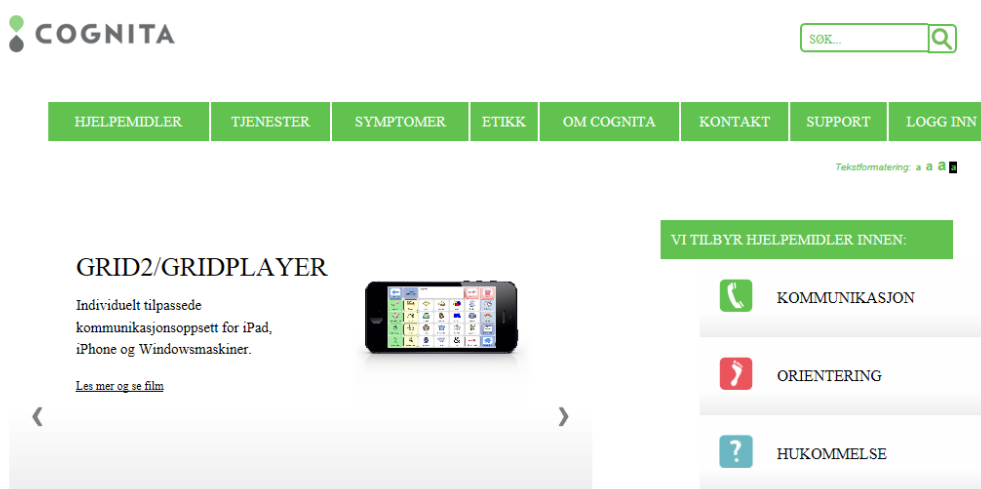 COGNITA
SØK...
HJELPEMIDLER TJENESTER SYMPTOMER ETIKK OM COGNITA KONTAKT SUPPORT LOGG INN
Tekstformatering: a a a a
VI TILBYR HJELPEMIDLER INNEN:
GRID2/GRIDPLAYER
Individuelt tilpassede
kommunikasjonsoppsett for iPad,
iPhone og Windowsmaskiner.
Les mer og se film
KOMMUNIKASJON
ORIENTERING
?
HUKOMMELSE